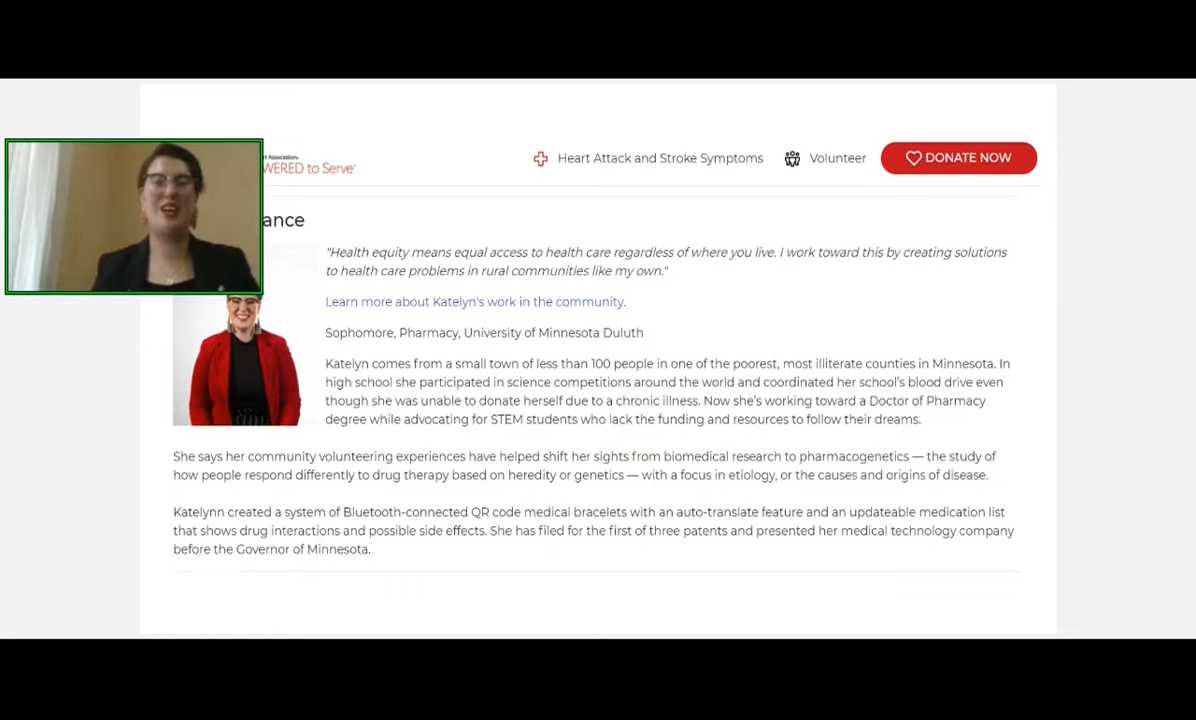 t Association.
WERED to Serve™
Heart Attack and Stroke Symptoms
Volunteer
DONATE NOW
ance
"Health equity means equal access to health care regardless of where you live. I work toward this by creating solutions
to health care problems in rural communities like my own."
Learn more about Katelyn's work in the community.
Sophomore, Pharmacy, University of Minnesota Duluth
Katelyn comes from a small town of less than 100 people in one of the poorest, most illiterate counties in Minnesota. In
high school she participated in science competitions around the world and coordinated her school's blood drive even
though she was unable to donate herself due to a chronic illness. Now she's working toward a Doctor of Pharmacy
degree while advocating for STEM students who lack the funding and resources to follow their dreams.
She says her community volunteering experiences have helped shift her sights from biomedical research to pharmacogenetics — the study of
how people respond differently to drug therapy based on heredity or genetics — with a focus in etiology, or the causes and origins of disease.
Katelynn created a system of Bluetooth-connected QR code medical bracelets with an auto-translate feature and an updateable medication list
that shows drug interactions and possible side effects. She has filed for the first of three patents and presented her medical technology company
before the Governor of Minnesota.